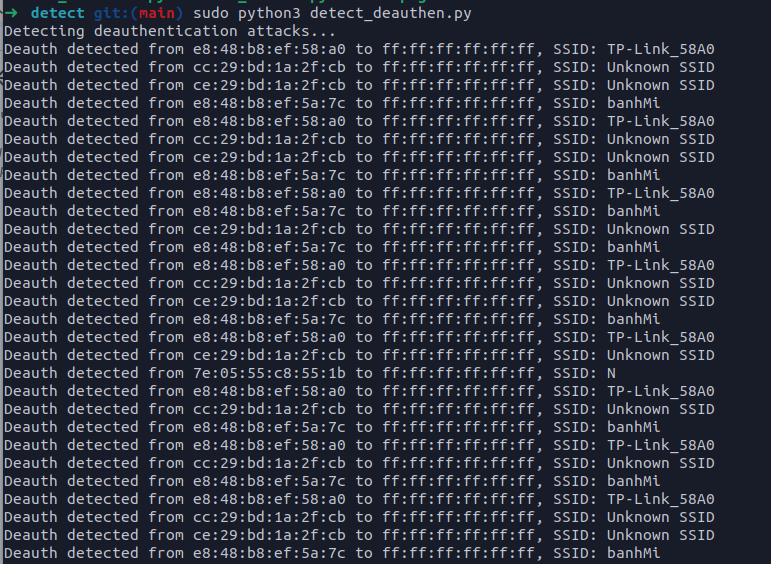 → detect git:(main) sudo python3 detect_deauthen.py
Detecting deauthentication attacks...
Deauth detected from e8:48:b8:ef:58:a0 to ff:ff:ff:ff:ff:ff, SSID: TP-Link_58A0
Deauth detected from cc:29:bd:1a:2f:cb to ff:ff:ff:ff:ff:ff, SSID: Unknown SSID
Deauth detected from ce:29:bd:1a:2f:cb to ff:ff:ff:ff:ff:ff, SSID: Unknown SSID
Deauth detected from e8:48:b8:ef:5a:7c to ff:ff:ff:ff:ff:ff, SSID: banhMi
Deauth detected from e8:48:b8:ef:58:a0 to ff:ff:ff:ff:ff:ff, SSID: TP-Link_58A0
Deauth detected from cc:29:bd:1a:2f:cb to ff:ff:ff:ff:ff:ff, SSID: Unknown SSID
Deauth detected from ce:29:bd:1a:2f:cb to ff:ff:ff:ff:ff:ff, SSID: Unknown SSID
Deauth detected from e8:48:b8:ef:5a:7c to ff:ff:ff:ff:ff:ff, SSID: banhMi
Deauth detected from e8:48:b8:ef:58:a0 to ff:ff:ff:ff:ff:ff, SSID: TP-Link_58A0
Deauth detected from e8:48:b8:ef:5a:7c to ff:ff:ff:ff:ff:ff, SSID: banhMi
Deauth detected from ce:29:bd:1a:2f:cb to ff:ff:ff:ff:ff:ff, SSID: Unknown SSID
Deauth detected from e8:48:b8:ef:5a:7c to ff:ff:ff:ff:ff:ff, SSID: banhMi
Deauth detected from e8:48:b8:ef:58:a0 to ff:ff:ff:ff:ff:ff, SSID: TP-Link_58A0
Deauth detected from cc:29:bd:1a:2f:cb to ff:ff:ff:ff:ff:ff, SSID: Unknown SSID
Deauth detected from ce:29:bd:1a:2f:cb to ff:ff:ff:ff:ff:ff, SSID: Unknown SSID
Deauth detected from e8:48:b8:ef:5a:7c to ff:ff:ff:ff:ff:ff, SSID: banhMi
Deauth detected from e8:48:b8:ef:58:a0 to ff:ff:ff:ff:ff:ff, SSID: TP-Link_58A0
Deauth detected from ce:29:bd:1a:2f:cb to ff:ff:ff:ff:ff:ff, SSID: Unknown SSID
Deauth detected from 7e:05:55:c8:55:1b to ff:ff:ff:ff:ff:ff, SSID: N
Deauth detected from e8:48:b8:ef:58:a0 to ff:ff:ff:ff:ff:ff, SSID: TP-Link_58A0
Deauth detected from cc:29:bd:1a:2f:cb to ff:ff:ff:ff:ff:ff, SSID: Unknown SSID
Deauth detected from e8:48:b8:ef:5a:7c to ff:ff:ff:ff:ff:ff, SSID: banhMi
Deauth detected from e8:48:b8:ef:58:a0 to ff:ff:ff:ff:ff:ff, SSID: TP-Link_58A0
Deauth detected from cc:29:bd:1a:2f:cb to ff:ff:ff:ff:ff:ff, SSID: Unknown SSID
Deauth detected from e8:48:b8:ef:5a:7c to ff:ff:ff:ff:ff:ff, SSID: banhMi
Deauth detected from e8:48:b8:ef:58:a0 to ff:ff:ff:ff:ff:ff, SSID: TP-Link_58A0
Deauth detected from cc:29:bd:1a:2f:cb to ff:ff:ff:ff:ff:ff, SSID: Unknown SSID
Deauth detected from ce:29:bd:1a:2f:cb to ff:ff:ff:ff:ff:ff, SSID: Unknown SSID
Deauth detected from e8:48:b8:ef:5a:7c to ff:ff:ff:ff:ff:ff, SSID: banhMi